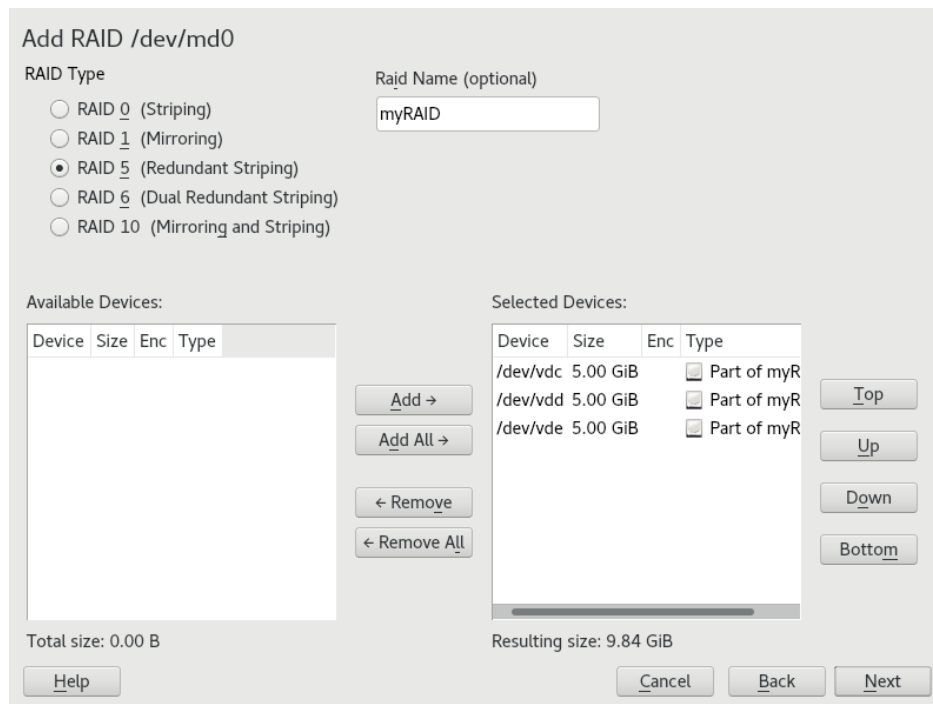 Add RAID /dev/md0
RAID Type
Raid Name (optional)
RAID 0 (Striping)
myRAID
RAID 1 (Mirroring)
RAID 5 (Redundant Striping)
RAID 6 (Dual Redundant Striping)
RAID 10 (Mirroring and Striping)
Available Devices:
Device Size Enc Type
Total size: 0.00 B
Add →
Add All →
← Remove
← Remove All
Selected Devices:
Device Size Enc Type
/dev/vdc 5.00 GiB Part of myR
/dev/vdd 5.00 GiB Part of myR
/dev/vde 5.00 GiB Part of myR
Resulting size: 9.84 GiB
Top
Up
Down
Bottom
Help
Cancel
Back
Next